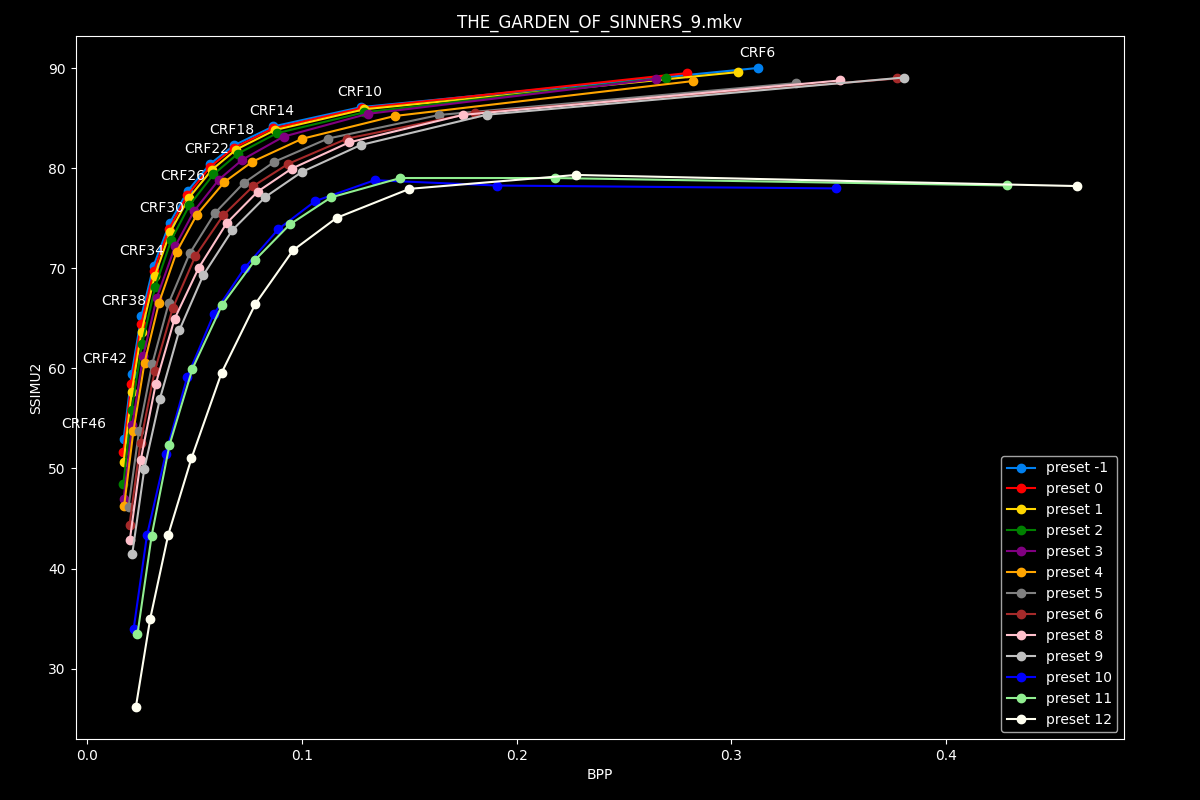 THE_GARDEN_OF_SINNERS_9.mkv
CRF6
CRF10
CRF14
CRF18
CRF22
CRF26
CRF30
CRF34
CRF38
CRF42
CRF46
90
80
70
60
50
40
30
SSIMU2
0.0
0.1
0.2
0.3
0.4
BPP
preset -1
preset 0
preset 1
preset 2
preset 3
preset 4
preset 5
preset 6
preset 8
preset 9
preset 10
preset 11
preset 12